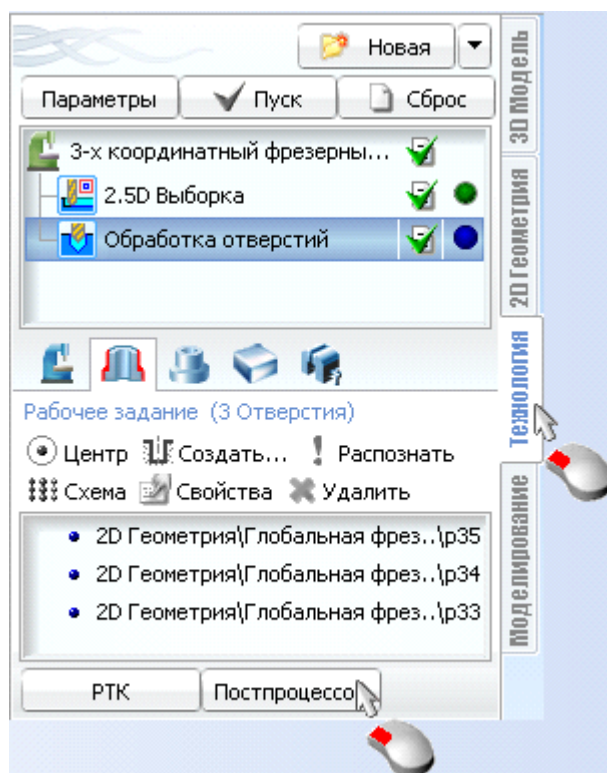 Новая
Параметры Пуск Сброс
3-х координатный фрезерны...
2.5D Выборка
Обработка отверстий
Рабочее задание (3 Отверстия)
Центр Создать... Распознать
Схема Свойства Удалить
2D Геометрия\Глобальная фрез..\p35
2D Геометрия\Глобальная фрез..\p34
2D Геометрия\Глобальная фрез..\p33
РТК Постпроцессо
3D Модель
2D Геометрия
Технология
Моделирование